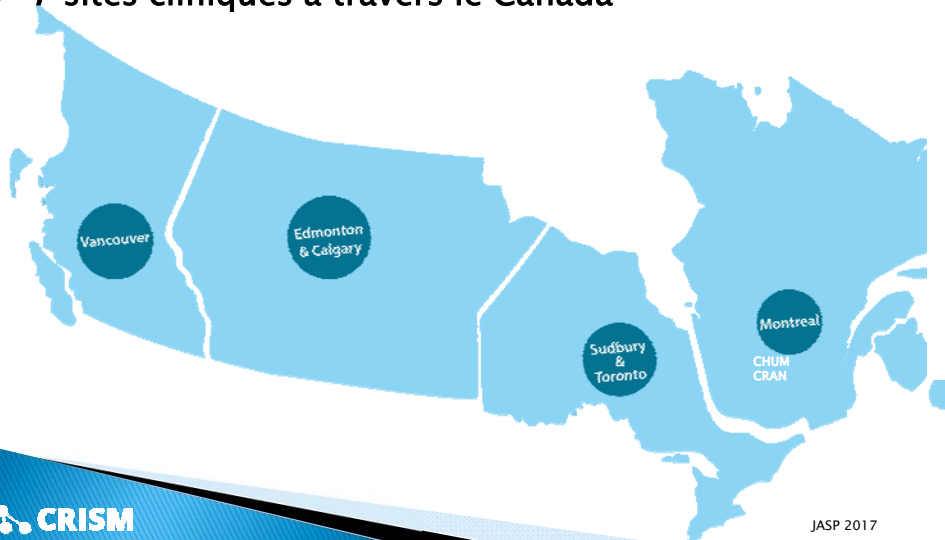 7 sites cliniques à travers le Canada
Vancouver
Edmonton
& Calgary
Sudbury
&
Toronto
Montreal
CHUM
CRAN
CRISM
JASP 2017